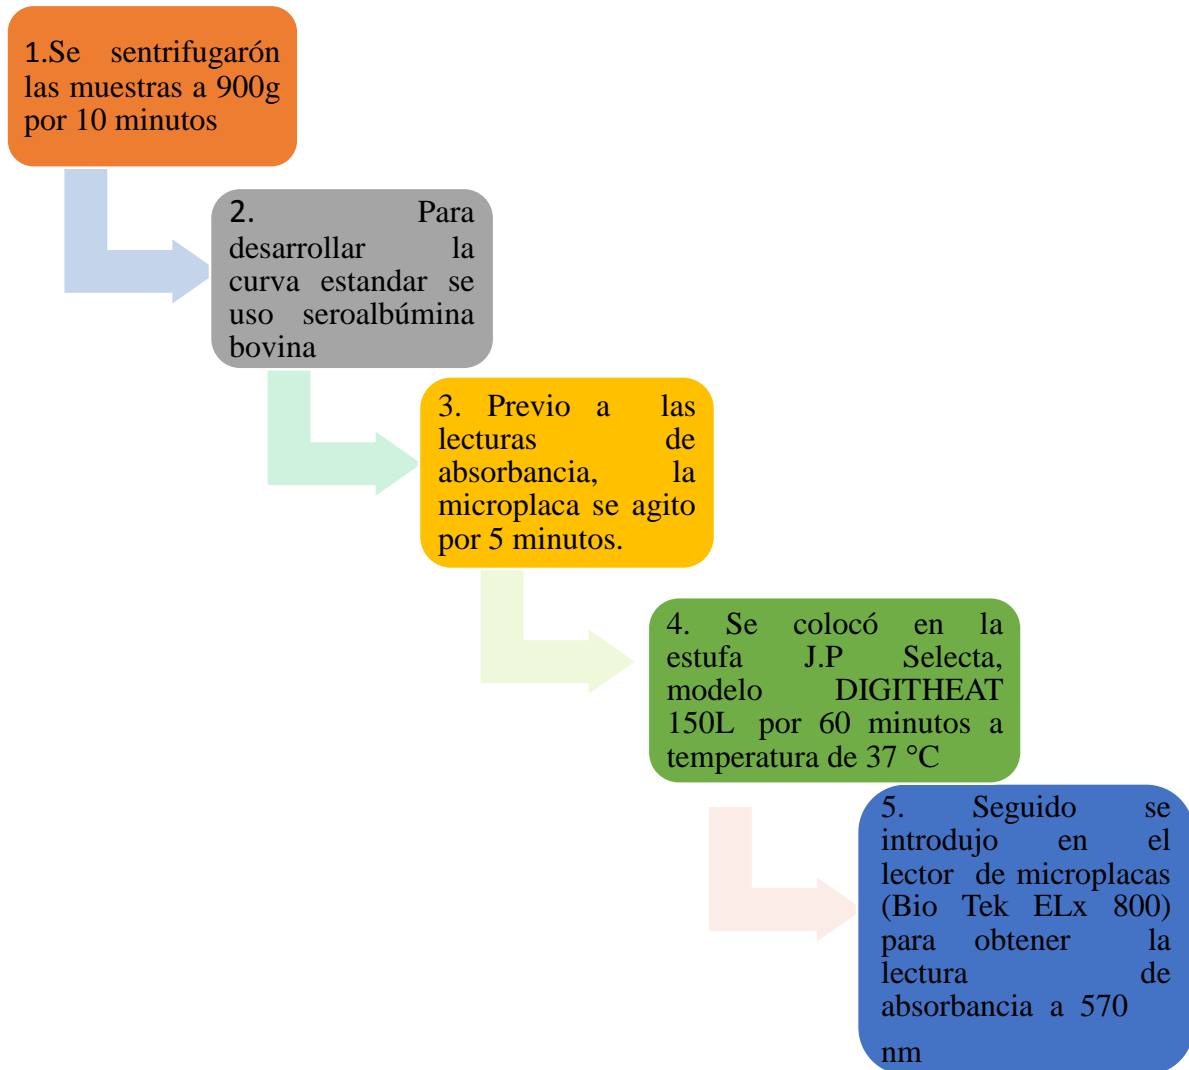 1.Se sentrifugarón
las muestras a 900g
por 10 minutos
2. Para
desarrollar la
curva estandar se
uso seroalbúmina
bovina
3. Previo a las
lecturas de
absorbancia, la
microplaca se agito
por 5 minutos.
4. Se colocó en la
estufa J.P Selecta,
modelo DIGITHEAT
150L por 60 minutos a
temperatura de 37 °C
5. Seguido se
introdujo en el
lector de microplacas
(Bio Tek ELx 800)
para obtener la
lectura de
absorbancia a 570
nm